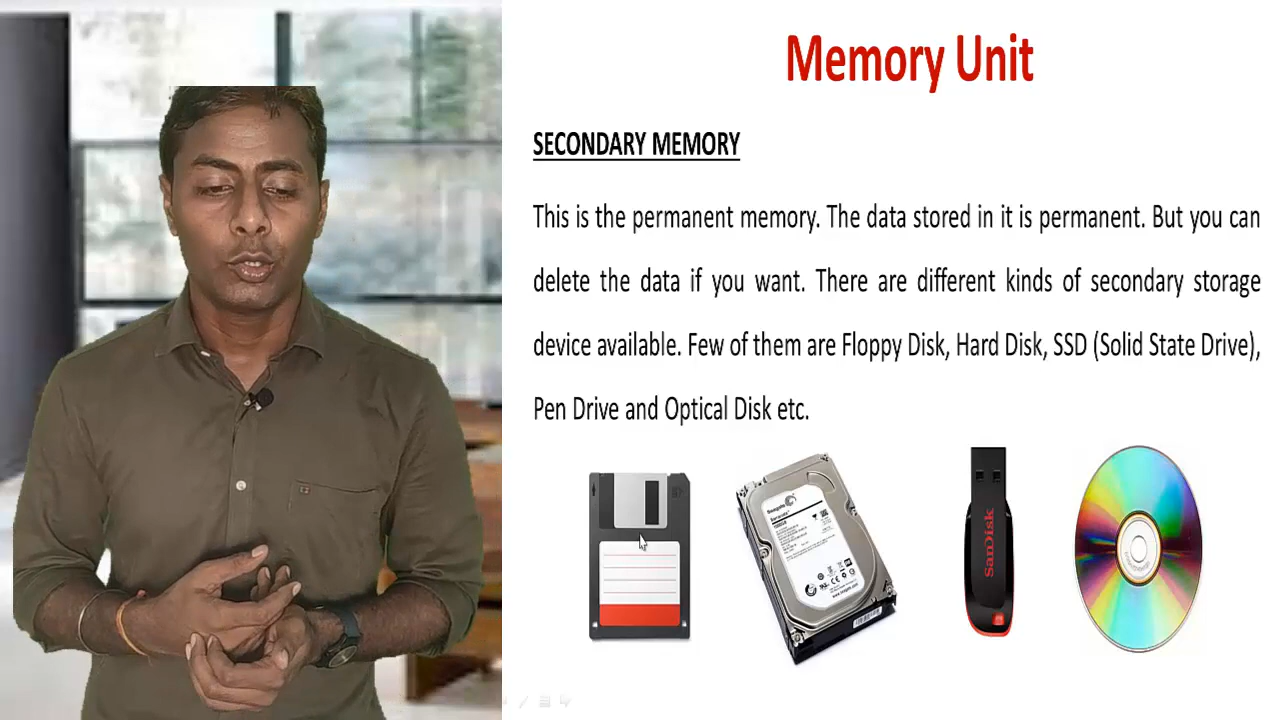 Memory Unit
SECONDARY MEMORY
This is the permanent memory. The data stored in it is permanent. But you can
delete the data if you want. There are different kinds of secondary storage
device available. Few of them are Floppy Disk, Hard Disk, SSD (Solid State Drive),
Pen Drive and Optical Disk etc.
Seagate
Barracuda
SanDisk